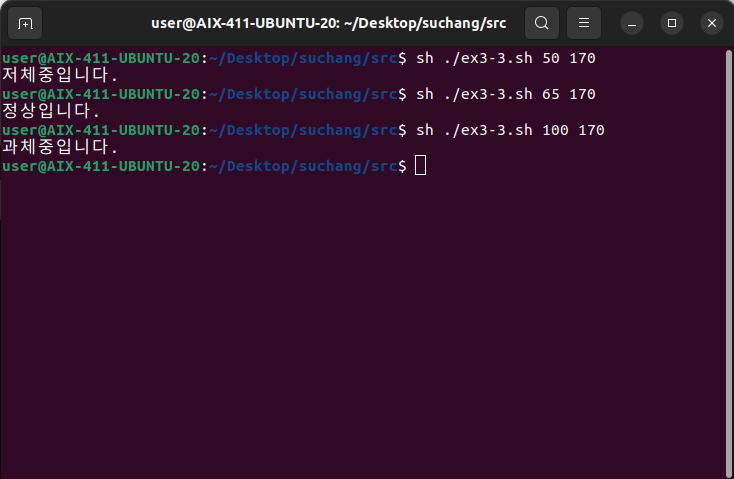 user@AIX-411-UBUNTU-20: ~/Desktop/suchang/src
user@AIX-411-UBUNTU-20:~/Desktop/suchang/src$ sh ./ex3-3.sh 50 170
저체중입니다.
user@AIX-411-UBUNTU-20:~/Desktop/suchang/src$ sh ./ex3-3.sh 65 170
정상입니다.
user@AIX-411-UBUNTU-20:~/Desktop/suchang/src$ sh ./ex3-3.sh 100 170
과체중입니다.
user@AIX-411-UBUNTU-20:~/Desktop/suchang/src$